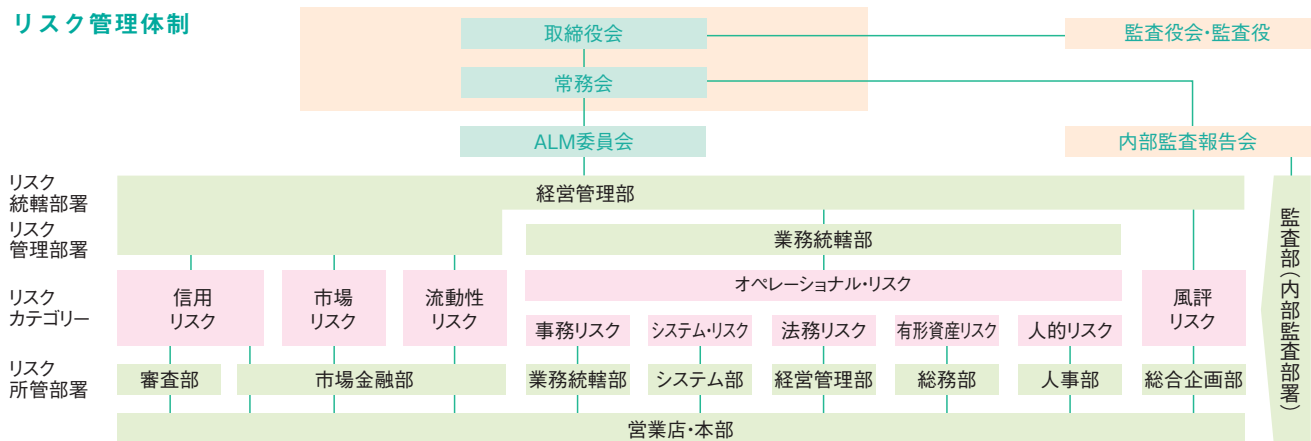 リスク管理体制
取締役会
監査役会・監査役
常務会
ALM委員会
内部監査報告会
リスク
統轄部署
経営管理部
リスク
管理部署
業務統轄部
監査部(内部監査部署)
リスク
カテゴリー
信用
リスク
市場
リスク
流動性
リスク
オペレーショナル・リスク
事務リスク
システム・リスク
法務リスク
有形資産リスク
人的リスク
風評
リスク
リスク
所管部署
審査部
市場金融部
業務統轄部
システム部
経営管理部
総務部
人事部
総合企画部
営業店・本部